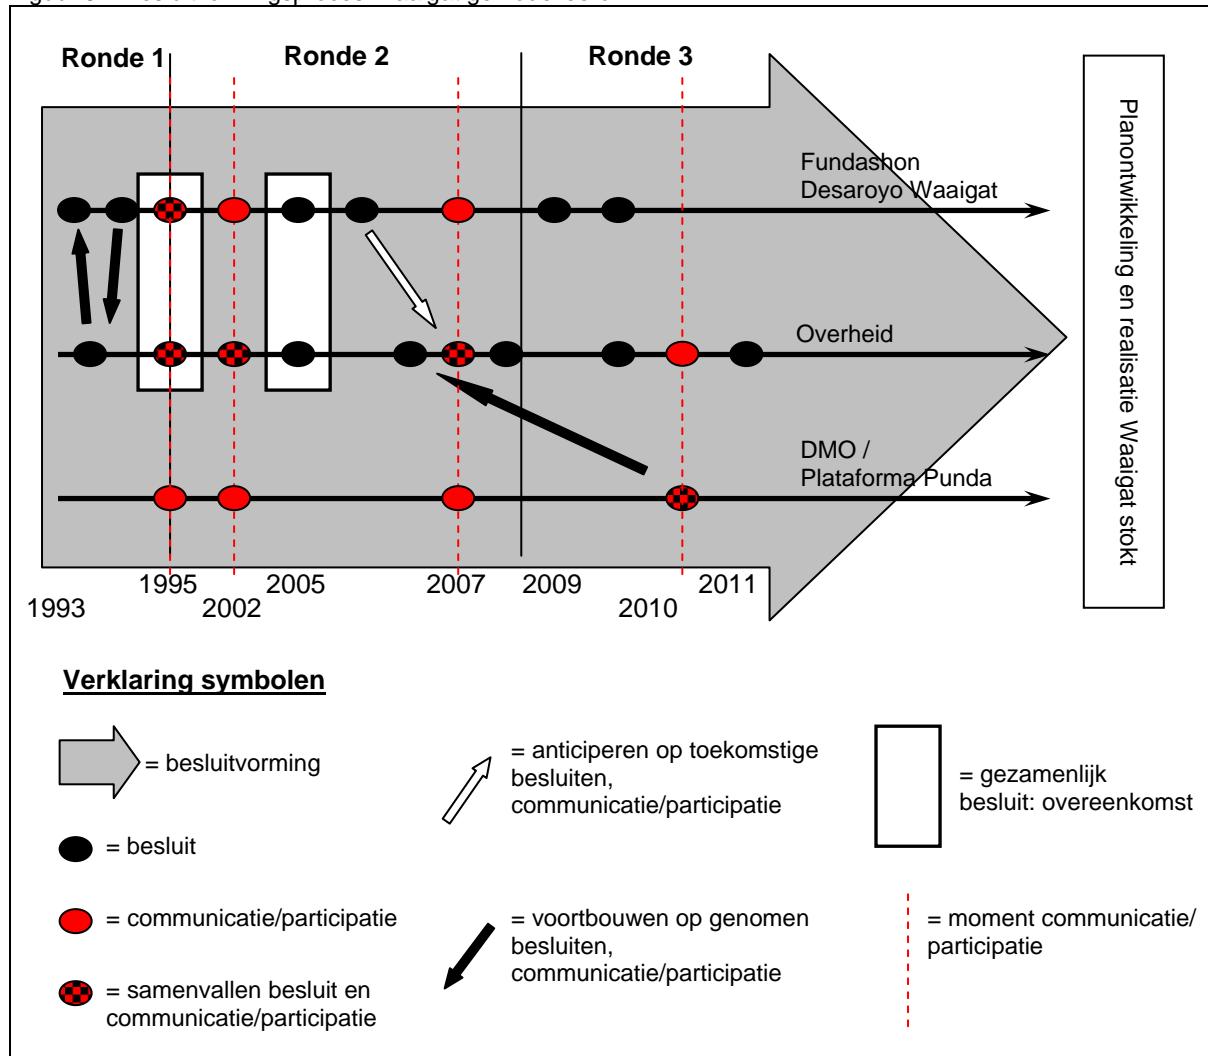 Ronde 1
Ronde 2
Ronde 3
Fundashon
Desaroyo Waaigat
Overheid
DMO /
Plataforma Punda
Planontwikkeling en realisatie Waaigat stokt
1993
1995
2002
2005
2007
2009
2010
2011
Verklaring symbolen
= besluitvorming
= besluit
= communicatie/participatie
= samenvallen besluit en
communicatie/participatie
= anticiperen op toekomstige
besluiten,
communicatie/participatie
= voortbouwen op genomen
besluiten,
communicatie/participatie
= gezamenlijk
besluit: overeenkomst
= moment communicatie/
participatie